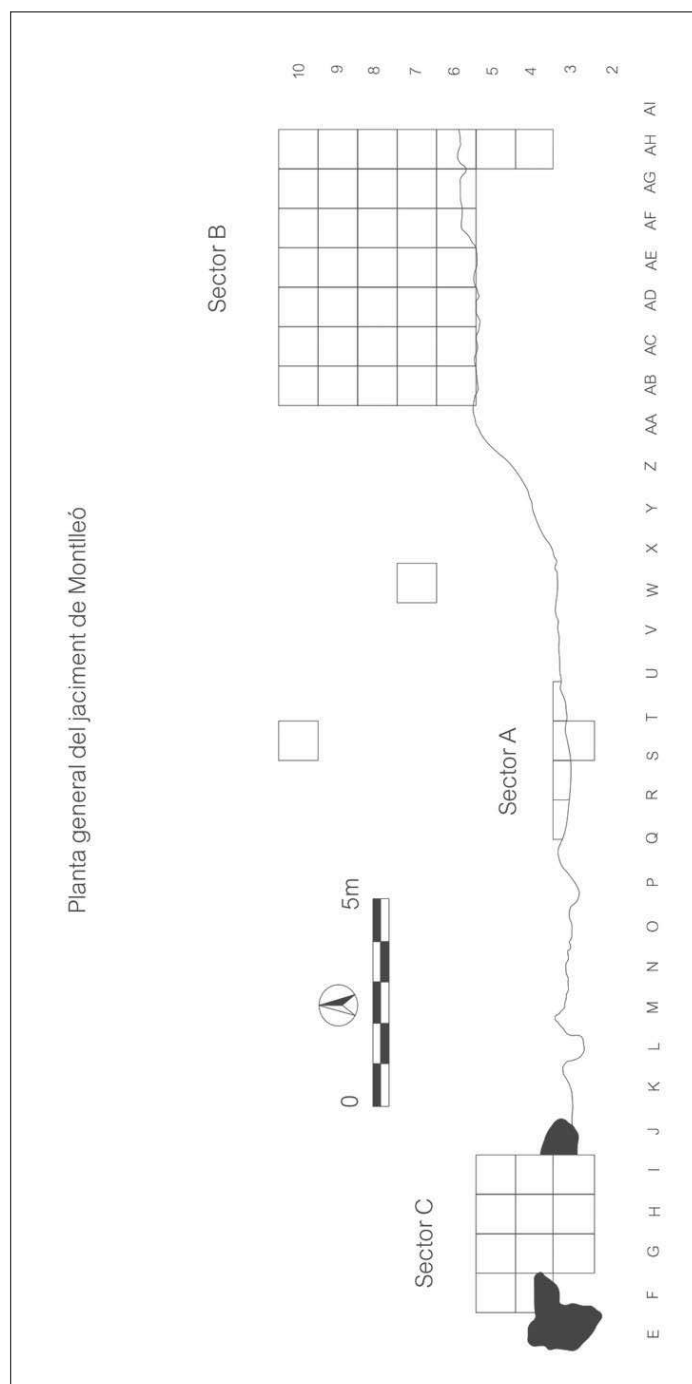 Planta general del jaciment de Montlleó
Sector B
Sector A
Sector C
0 5m
10
9
8
7
6
5
4
3
2
E F G H I J K L M N O P Q R S T U V W X Y Z AA AB AC AD AE AF AG AH AI